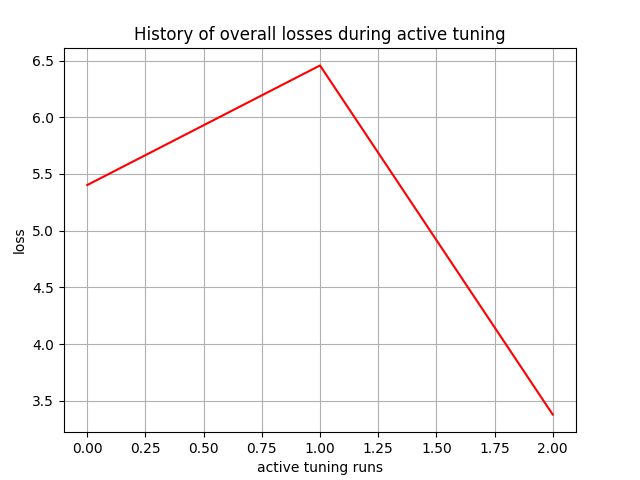 History of overall losses during active tuning
6.5
6.0
5.5
5.0
4.5
4.0
3.5
loss
0.00 0.25 0.50 0.75 1.00 1.25 1.50 1.75 2.00
active tuning runs